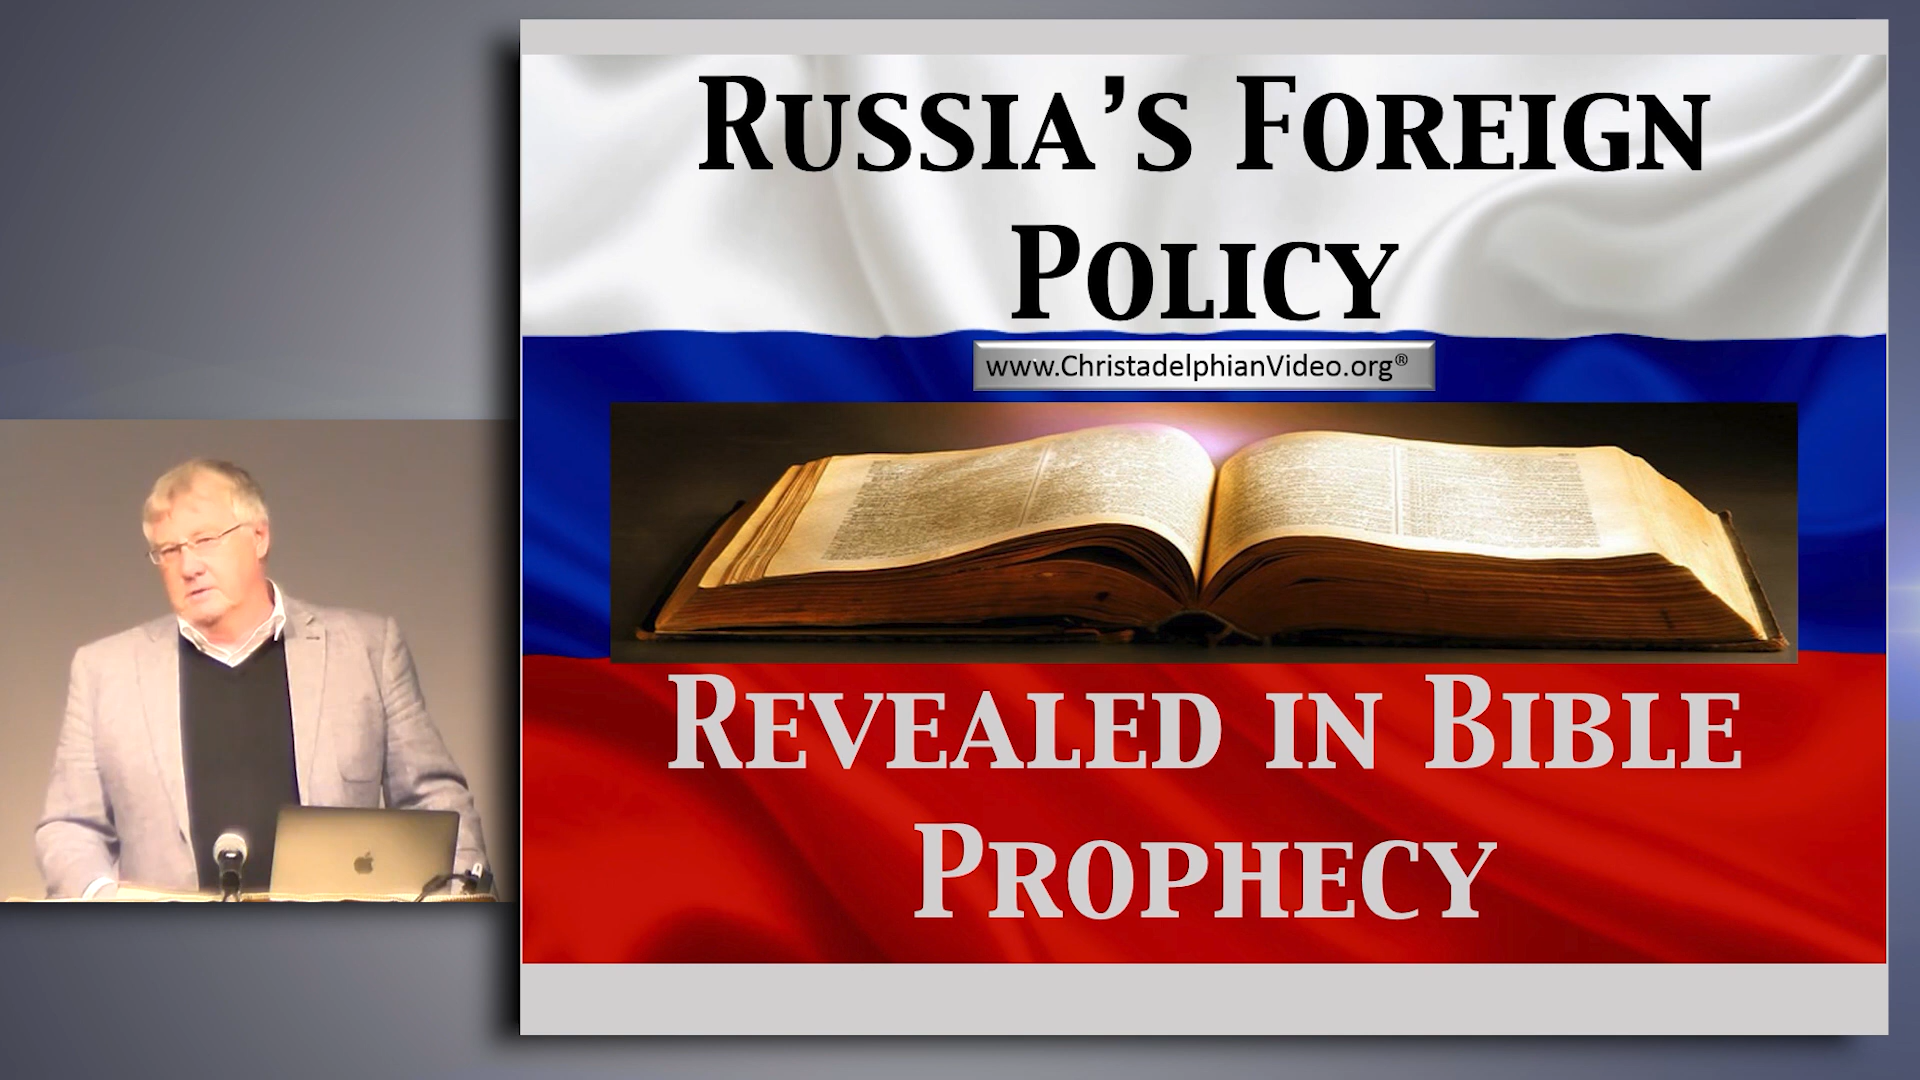 Russia's Foreign
Policy
www.ChristadelphianVideo.org®
Revealed in Bible
Prophecy